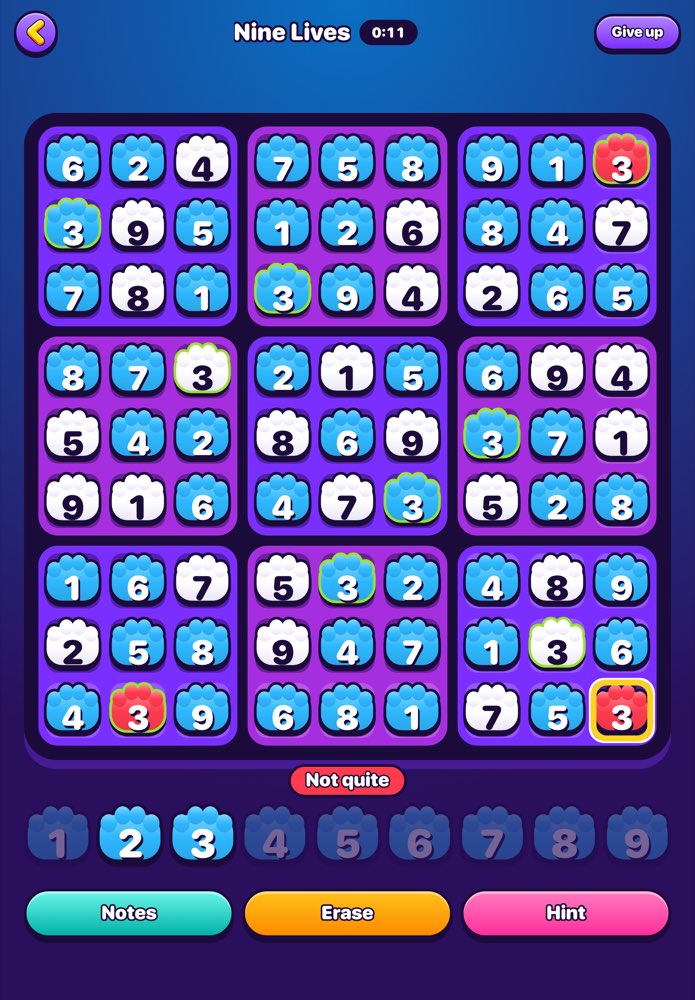 Nine Lives 0:11 Give up
6 2 4 7 5 8 9 1 3
3 9 5 1 2 6 8 4 7
7 8 1 3 9 4 2 6 5
8 7 3 2 1 5 6 9 4
5 4 2 8 6 9 3 7 1
9 1 6 4 7 3 5 2 8
1 6 7 5 3 2 4 8 9
2 5 8 9 4 7 1 3 6
4 3 9 6 8 1 7 5 3
Not quite
1 2 3 4 5 6 7 8 9
Notes Erase Hint